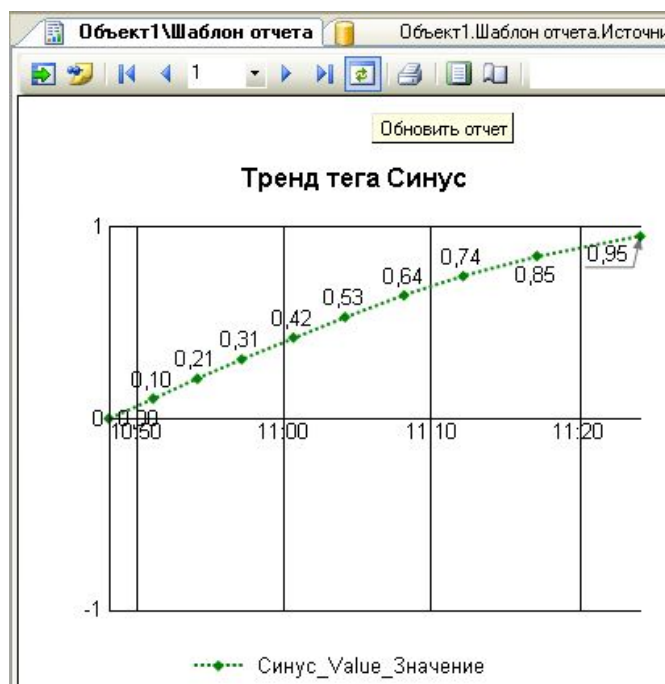 Объект1\Шаблон отчета Объект1.Шаблон отчета.Источни
1
Обновить отчет
Тренд тега Синус
1
0,95
0,85
0,74
0,64
0,53
0,42
0,31
0,21
0,10
0 0,00
10:50 11:00 11:10 11:20
-1
Синус_Value_Значение